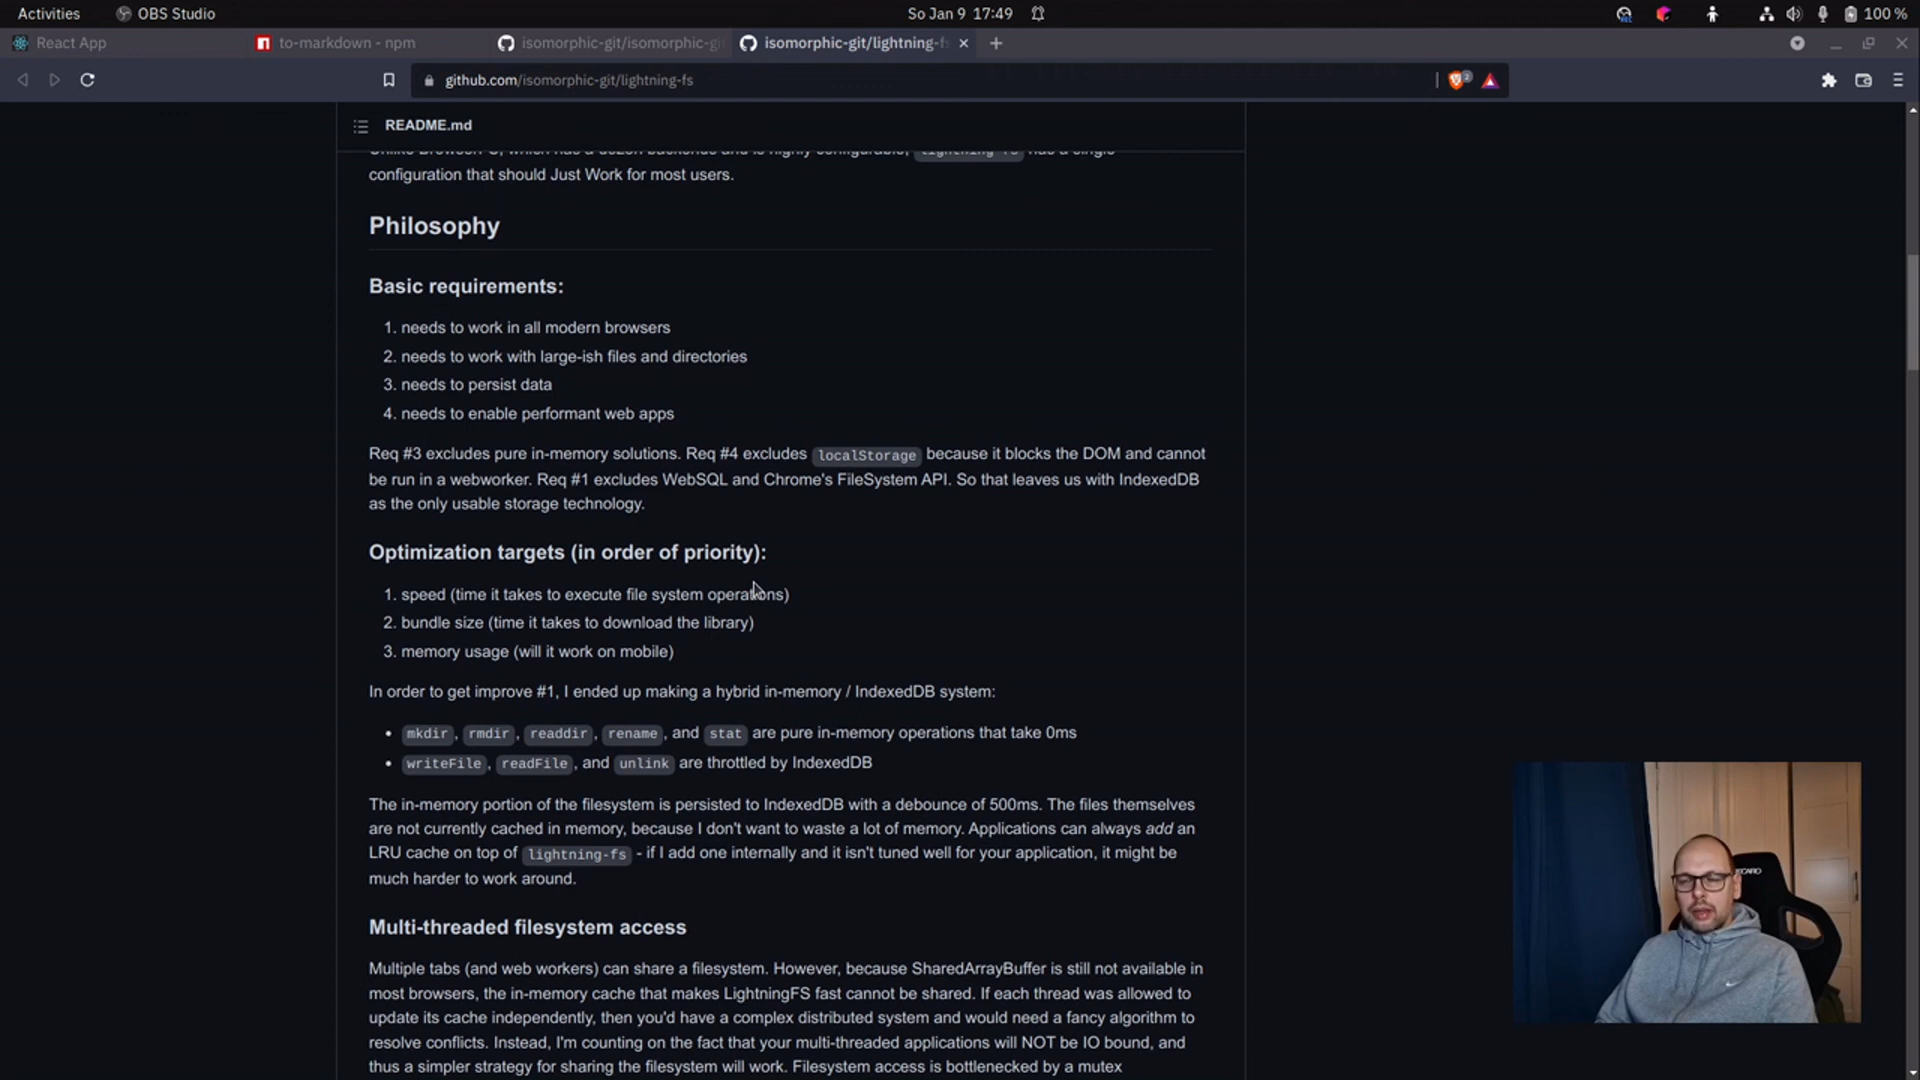 Activities
OBS Studio
So Jan 9 17:49
100 %
React App
to-markdown - npm
isomorphic-git/isomorphic-gi
isomorphic-git/lightning-f
github.com/isomorphic-git/lightning-fs
2
README.md
Unlike BrowserFS, which has a dozen backends and is highly configurable, lightning-fs has a single
configuration that should Just Work for most users.
Philosophy
Basic requirements:
1. needs to work in all modern browsers
2. needs to work with large-ish files and directories
3. needs to persist data
4. needs to enable performant web apps
Req #3 excludes pure in-memory solutions. Req #4 excludes localStorage because it blocks the DOM and cannot
be run in a webworker. Req #1 excludes WebSQL and Chrome's FileSystem API. So that leaves us with IndexedDB
as the only usable storage technology.
Optimization targets (in order of priority):
1. speed (time it takes to execute file system operations)
2. bundle size (time it takes to download the library)
3. memory usage (will it work on mobile)
In order to get improve #1, I ended up making a hybrid in-memory / IndexedDB system:
• mkdir, rmdir, readdir, rename, and stat are pure in-memory operations that take 0ms
• writeFile, readFile, and unlink are throttled by IndexedDB
The in-memory portion of the filesystem is persisted to IndexedDB with a debounce of 500ms. The files themselves
are not currently cached in memory, because I don't want to waste a lot of memory. Applications can always add an
LRU cache on top of lightning-fs - if I add one internally and it isn't tuned well for your application, it might be
much harder to work around.
Multi-threaded filesystem access
Multiple tabs (and web workers) can share a filesystem. However, because SharedArrayBuffer is still not available in
most browsers, the in-memory cache that makes LightningFS fast cannot be shared. If each thread was allowed to
update its cache independently, then you'd have a complex distributed system and would need a fancy algorithm to
resolve conflicts. Instead, I'm counting on the fact that your multi-threaded applications will NOT be IO bound, and
thus a simpler strategy for sharing the filesystem will work. Filesystem access is bottlenecked by a mutex